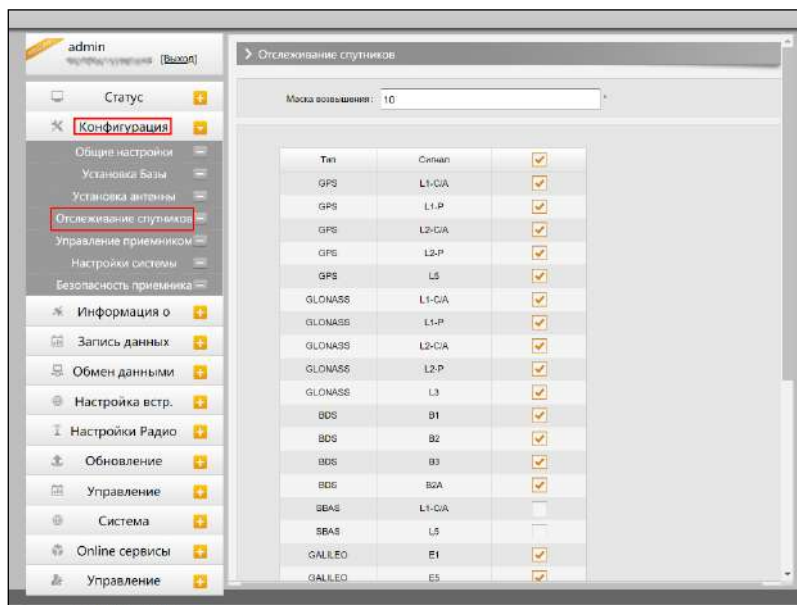 admin
[Выход]
Статус
Конфигурация
Общие настройки
Установка Базы
Установка антенны
Отслеживание спутников
Управление приемником
Настройки системы
Безопасность приемника
Информация о
Запись данных
Обмен данными
Настройка встр.
Настройки Радио
Обновление
Управление
Система
Online сервисы
Управление
Отслеживание спутников
Маска возвышения: 10 *
Тип Сигнал
GPS L1-C/A
GPS L1-P
GPS L2-C/A
GPS L2-P
GPS L5
GLONASS L1-C/A
GLONASS L1-P
GLONASS L2-C/A
GLONASS L2-P
GLONASS L3
BDS B1
BDS B2
BDS B3
BDS B2A
SBAS L1-C/A
SBAS L5
GALILEO E1
GALILEO E5